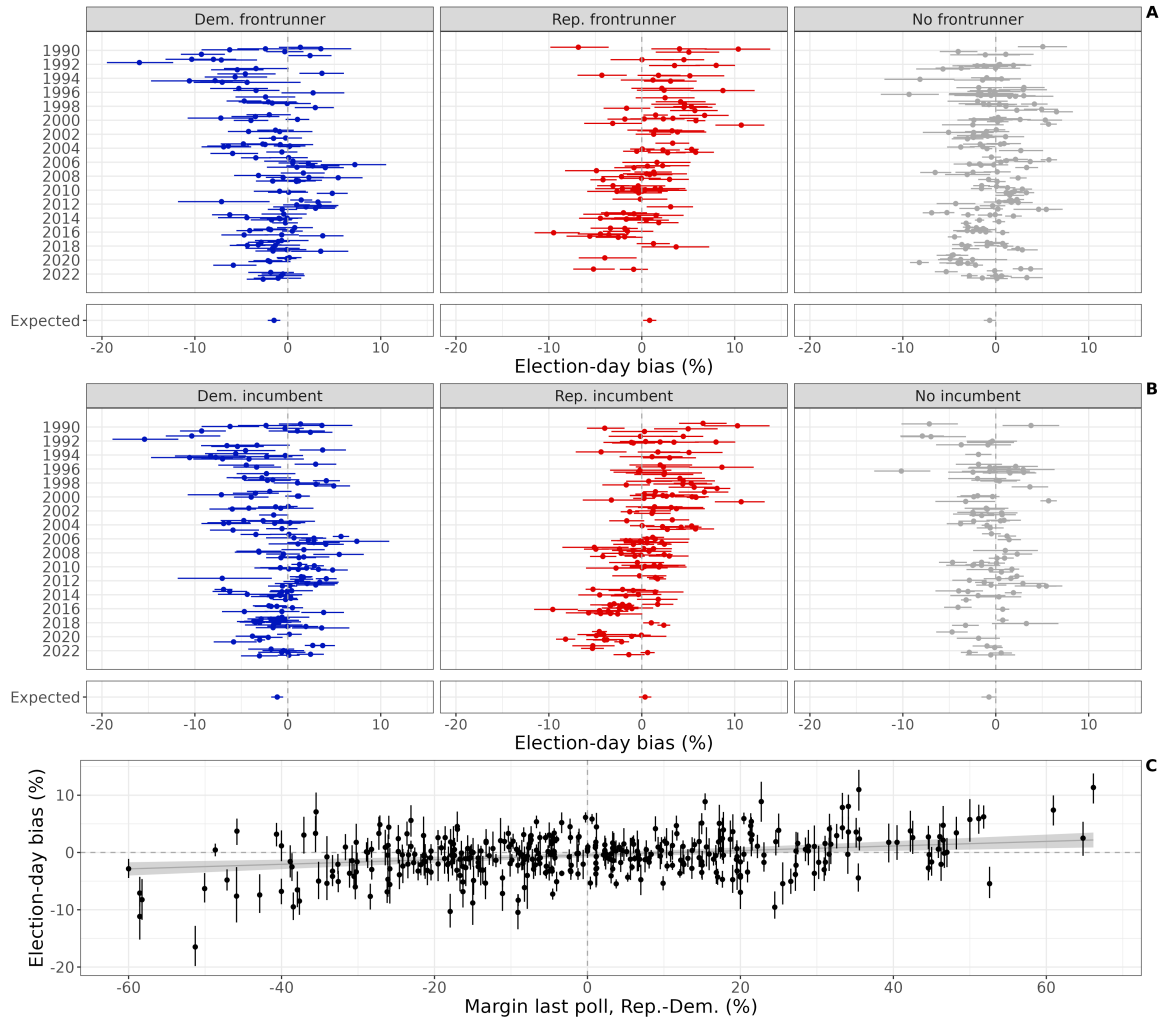 A
Dem. frontrunner Rep. frontrunner No frontrunner
1990
1992
1994
1996
1998
2000
2002
2004
2006
2008
2010
2012
2014
2016
2018
2020
2022
Expected
-20 -10 0 10 -20 -10 0 10 -20 -10 0 10
Election-day bias (%)
B
Dem. incumbent Rep. incumbent No incumbent
1990
1992
1994
1996
1998
2000
2002
2004
2006
2008
2010
2012
2014
2016
2018
2020
2022
Expected
-20 -10 0 10 -20 -10 0 10 -20 -10 0 10
Election-day bias (%)
C
Election-day bias (%)
10
0
-10
-20
-60 -40 -20 0 20 40 60
Margin last poll, Rep.-Dem. (%)